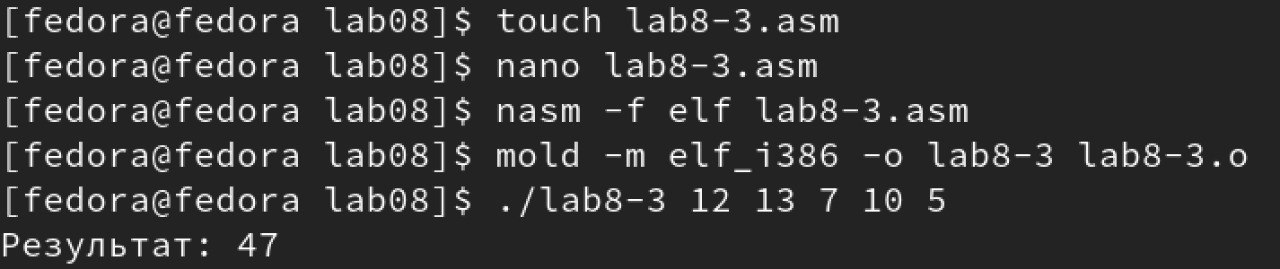 [fedora@fedora lab08]$ touch lab8-3.asm
[fedora@fedora lab08]$ nano lab8-3.asm
[fedora@fedora lab08]$ nasm -f elf lab8-3.asm
[fedora@fedora lab08]$ mold -m elf_i386 -o lab8-3 lab8-3.o
[fedora@fedora lab08]$ ./lab8-3 12 13 7 10 5
Результат: 47